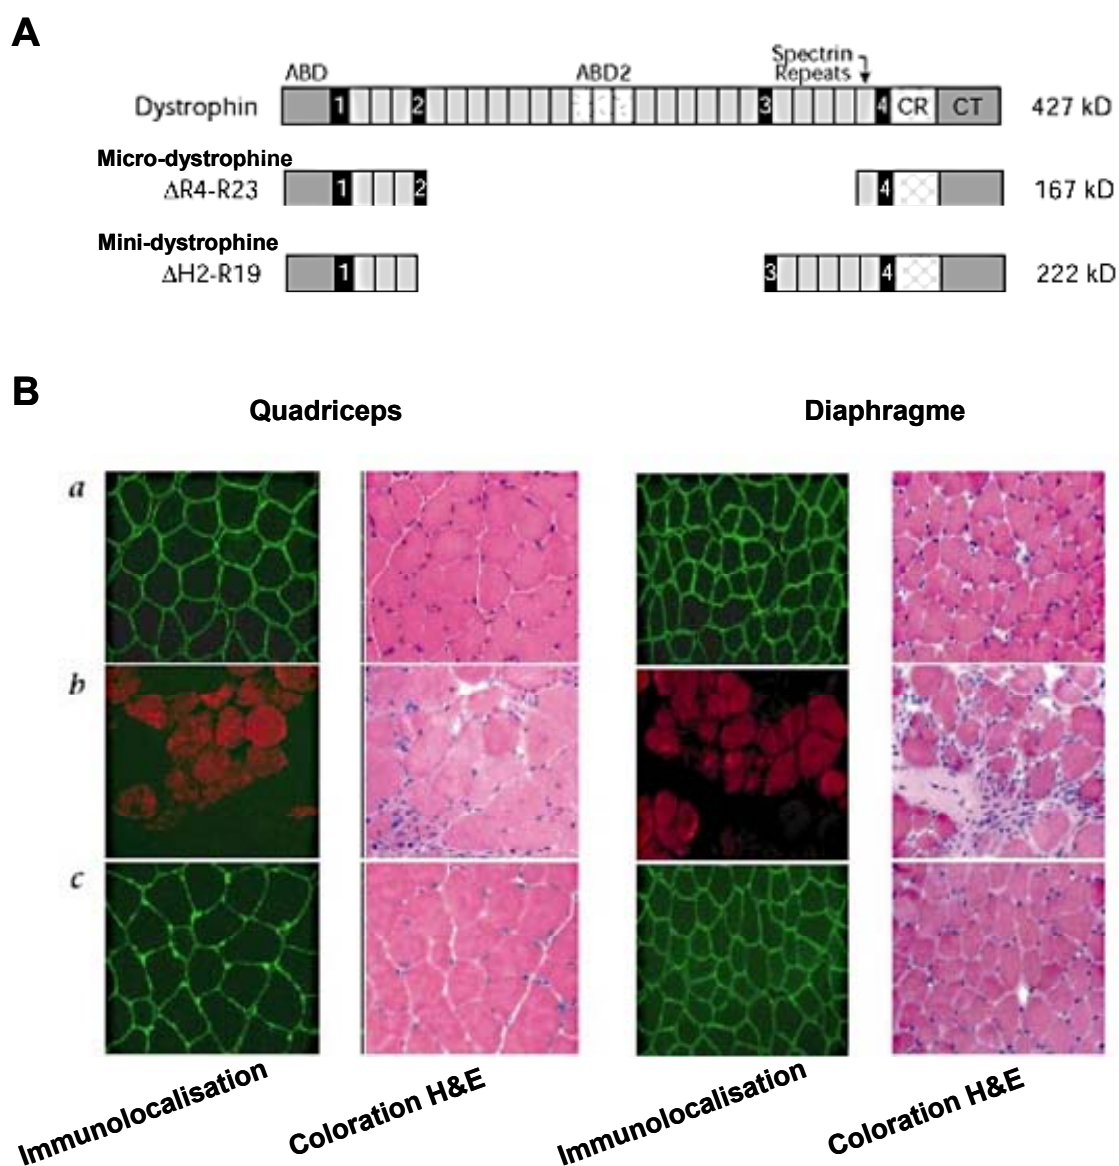 A
Spectrin
Repeats
ABD
ABD2
Dystrophin
1
2
3
4
CR
CT
427 kD
Micro-dystrophine
ΔR4-R23
1
2
4
167 kD
Mini-dystrophine
ΔH2-R19
1
3
4
222 kD
B
Quadriceps
Diaphragme
a
b
c
Immunolocalisation
Coloration H&E
Immunolocalisation
Coloration H&E